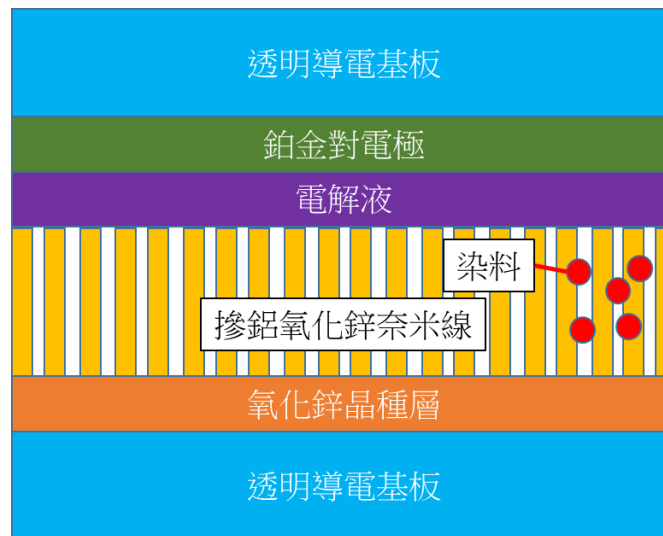 透明導電基板
鉑金對電極
電解液
染料
摻鋁氧化鋅奈米線
氧化鋅晶種層
透明導電基板